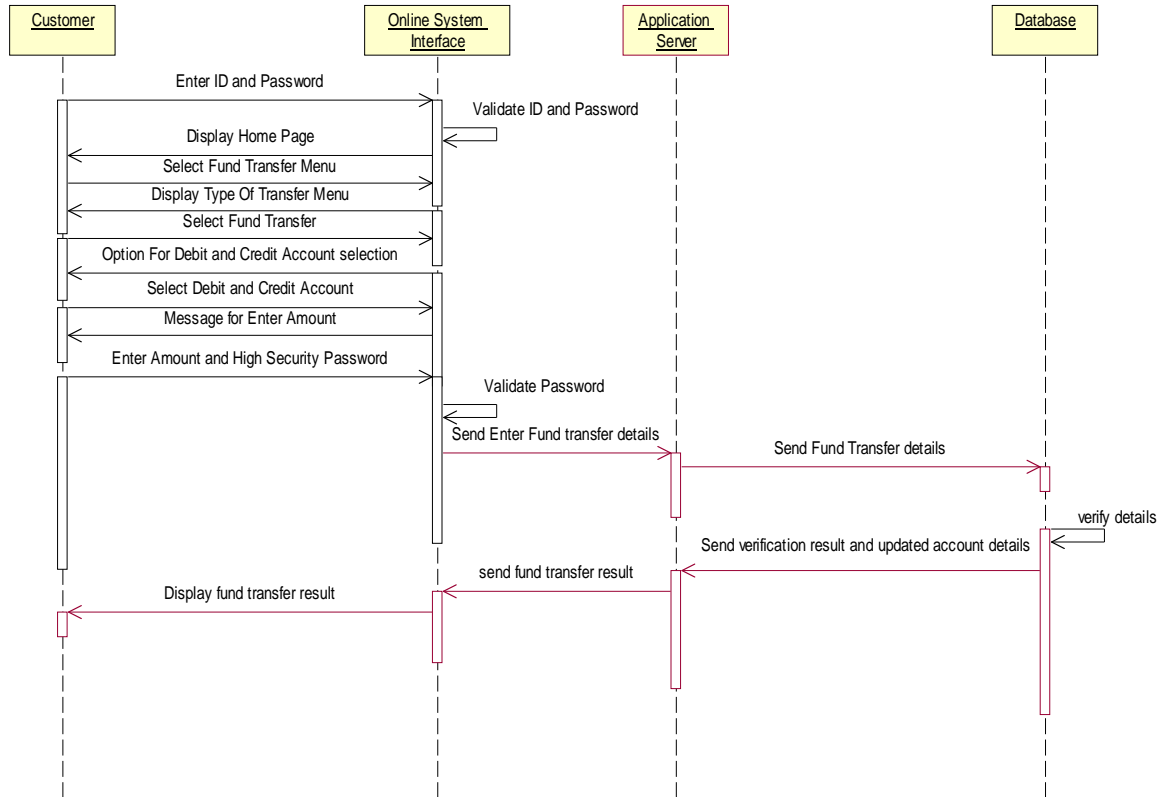 Customer
Online System
Interface
Application
Server
Database
Enter ID and Password
Validate ID and Password
Display Home Page
Select Fund Transfer Menu
Display Type Of Transfer Menu
Select Fund Transfer
Option For Debit and Credit Account selection
Select Debit and Credit Account
Message for Enter Amount
Enter Amount and High Security Password
Validate Password
Send Enter Fund transfer details
Send Fund Transfer details
verify details
Send verification result and updated account details
send fund transfer result
Display fund transfer result